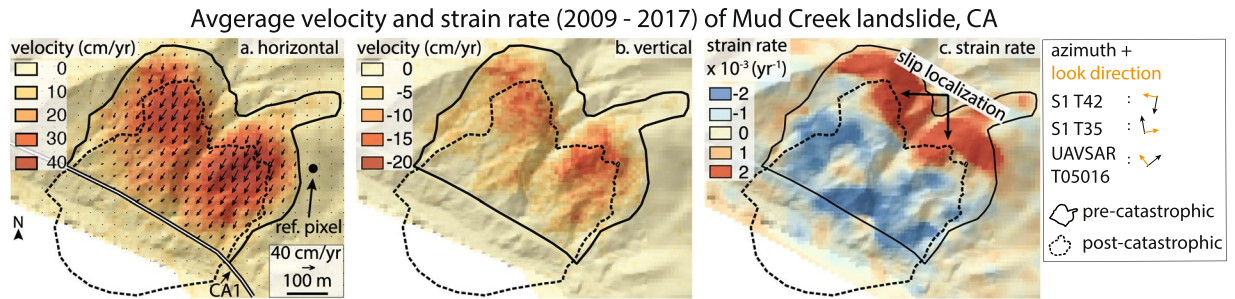 Avgerage velocity and strain rate (2009 - 2017) of Mud Creek landslide, CA
velocity (cm/yr)
a. horizontal
0
10
20
30
40
N
ref. pixel
40 cm/yr
100 m
CA1
velocity (cm/yr)
b. vertical
0
-5
-10
-15
-20
strain rate
x 10-3 (yr-1)
c. strain rate
-2
-1
0
1
2
slip localization
azimuth +
look direction
S1 T42 :
S1 T35 :
UAVSAR :
T05016
pre-catastrophic
post-catastrophic